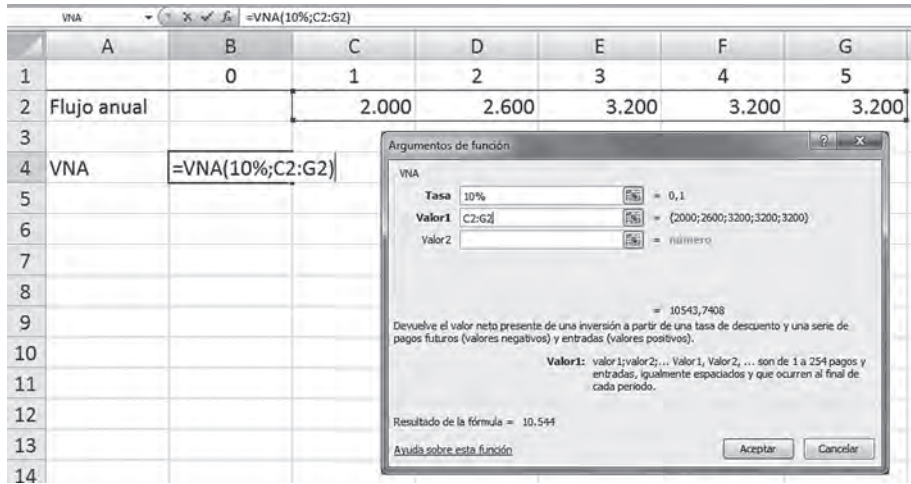 VNA =VNA(10%;C2:G2)
A B C D E F G
1 0 1 2 3 4 5
2 Flujo anual 2.000 2.600 3.200 3.200 3.200
3
4 VNA =VNA(10%;C2:G2)
5
6
7
8
9
10
11
12
13
14
Argumentos de función
VNA
Tasa 10% = 0,1
Valor1 C2:G2 = {2000;2600;3200;3200;3200}
Valor2 = número
= 10543,7408
Devuelve el valor neto presente de una inversión a partir de una tasa de descuento y una serie de
pagos futuros (valores negativos) y entradas (valores positivos).
Valor1: valor1;valor2;... Valor1, Valor2, ... son de 1 a 254 pagos y
entradas, igualmente espaciados y que ocurren al final de
cada periodo.
Resultado de la fórmula = 10.544
Ayuda sobre esta función Aceptar Cancelar